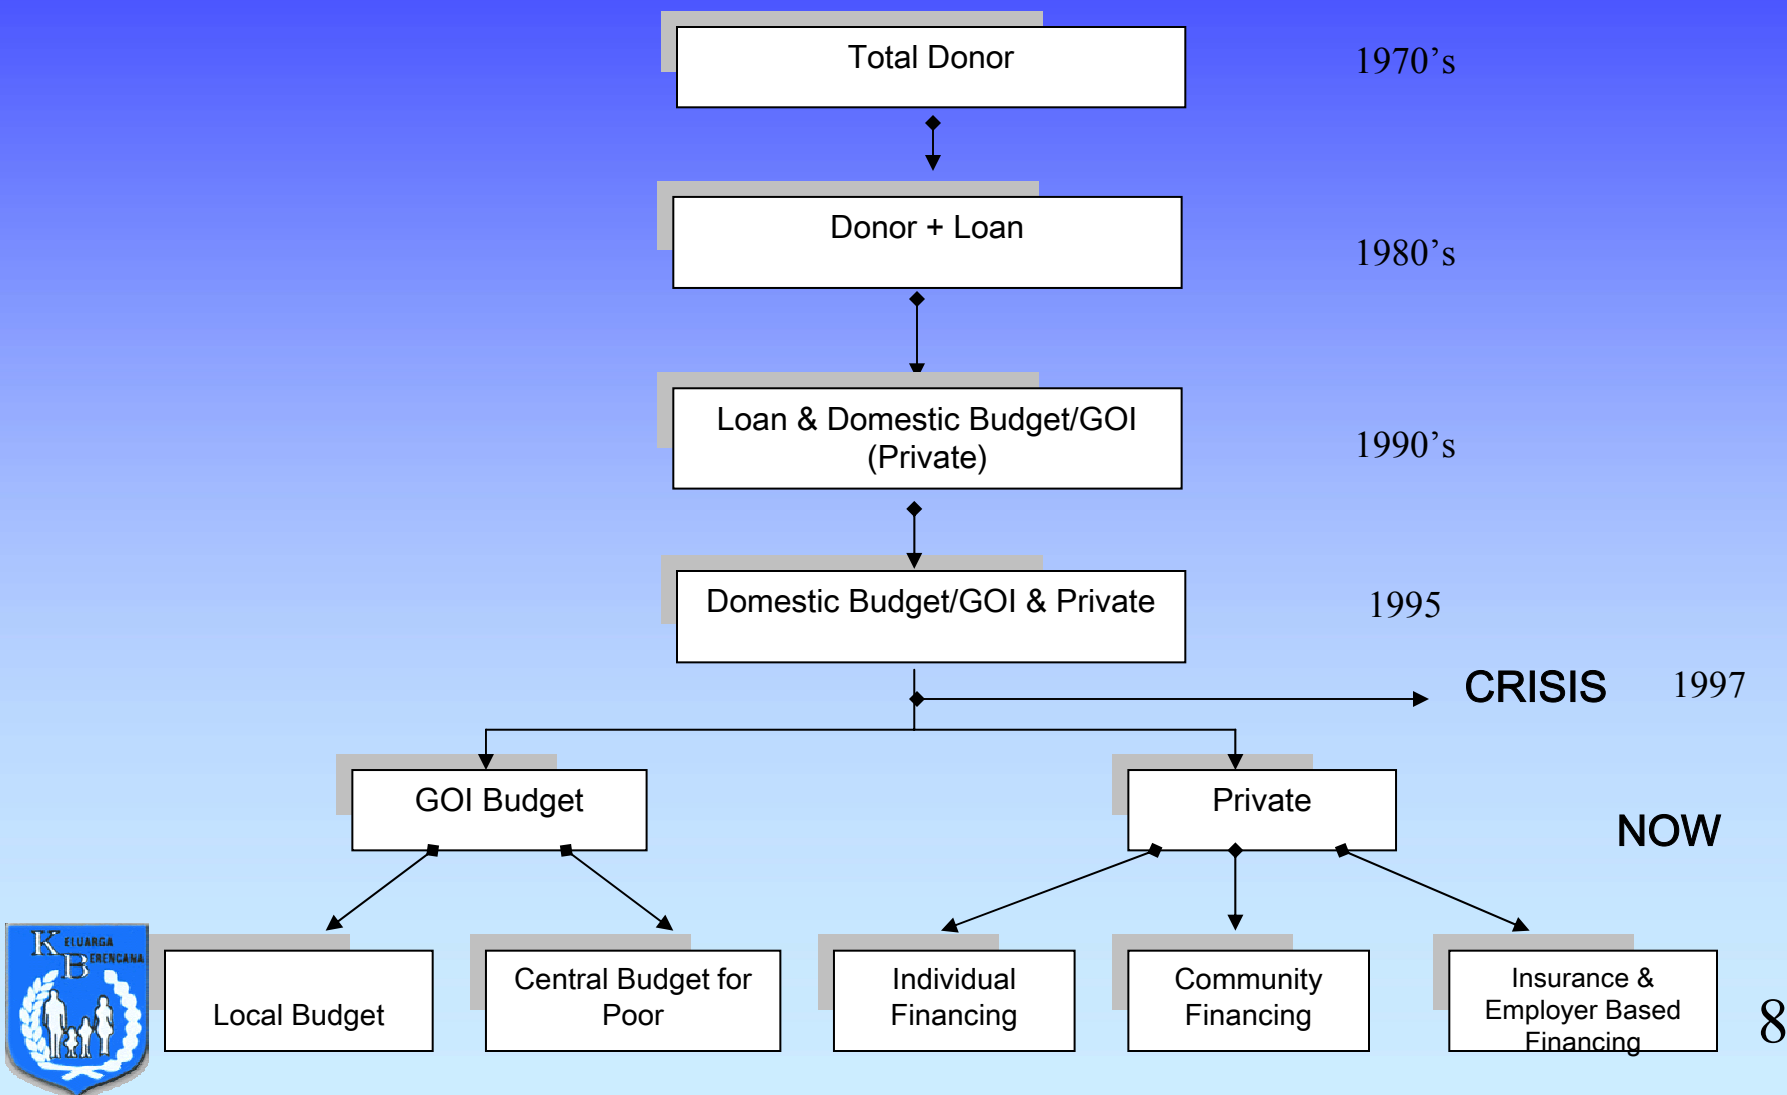 Total Donor
1970’s
Donor + Loan
1980’s
Loan & Domestic Budget/GOI
(Private)
1990’s
Domestic Budget/GOI & Private
1995
CRISIS
1997
GOI Budget
Private
NOW
KELUARGA
BERENCANA
Local Budget
Central Budget for
Poor
Individual
Financing
Community
Financing
Insurance &
Employer Based
Financing
8